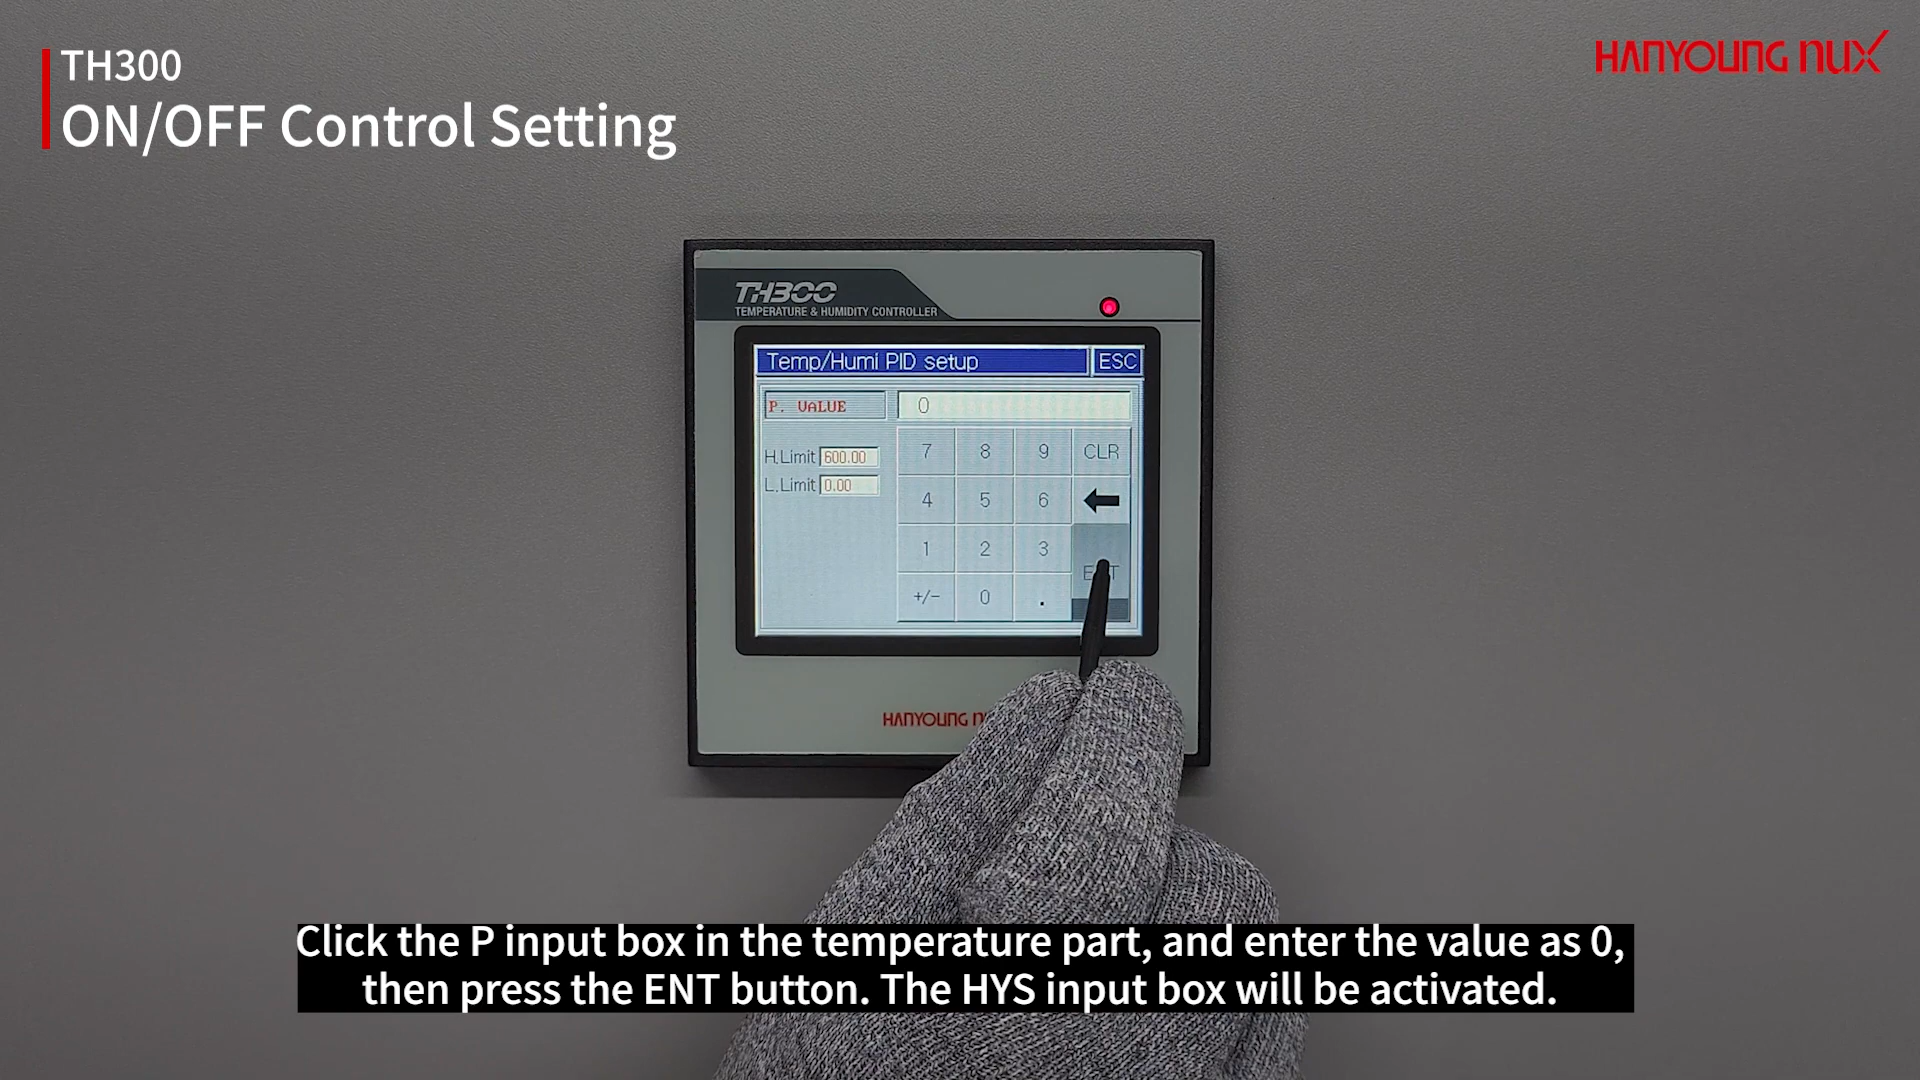 TH300
ON/OFF Control Setting
HANYOUNG nux
TH300
TEMPERATURE & HUMIDITY CONTROLLER
Temp/Humi PID setup
ESC
P. VALUE
0
H.Limit 600.00
L.Limit 0.00
7 8 9 CLR
4 5 6
1 2 3
+/- 0 .
HANYOUNG
Click the P input box in the temperature part, and enter the value as 0,
then press the ENT button. The HYS input box will be activated.